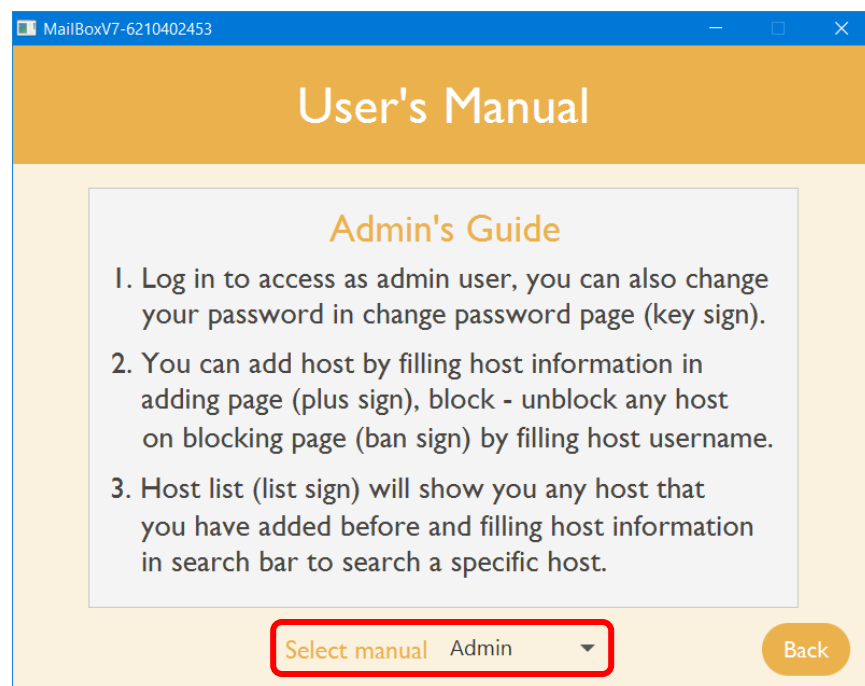 MailBoxV7-6210402453
User's Manual
Admin's Guide
1. Log in to access as admin user, you can also change
your password in change password page (key sign).
2. You can add host by filling host information in
adding page (plus sign), block - unblock any host
on blocking page (ban sign) by filling host username.
3. Host list (list sign) will show you any host that
you have added before and filling host information
in search bar to search a specific host.
Select manual Admin
Back